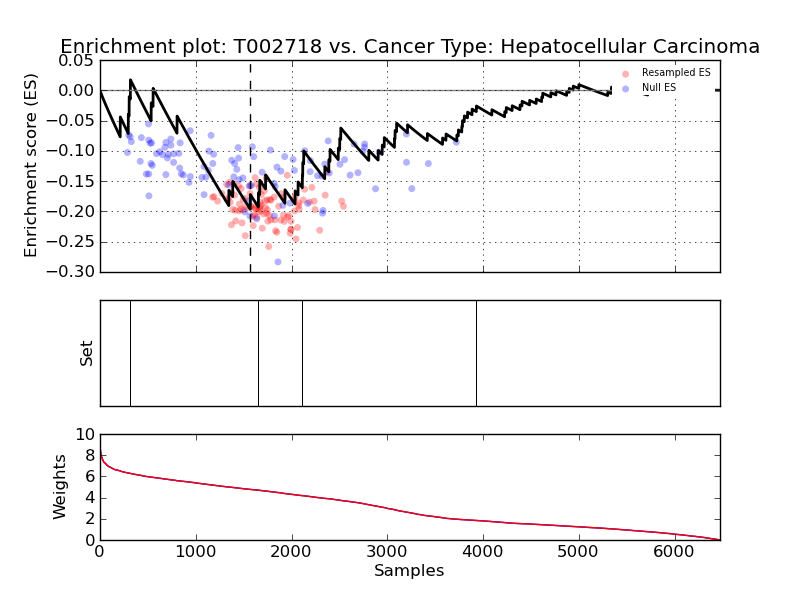 Enrichment plot: T002718 vs. Cancer Type: Hepatocellular Carcinoma
Enrichment score (ES)
0.05
0.00
−0.05
−0.10
−0.15
−0.20
−0.25
−0.30
Resampled ES
Null ES
Set
Weights
10
8
6
4
2
0
0 1000 2000 3000 4000 5000 6000
Samples